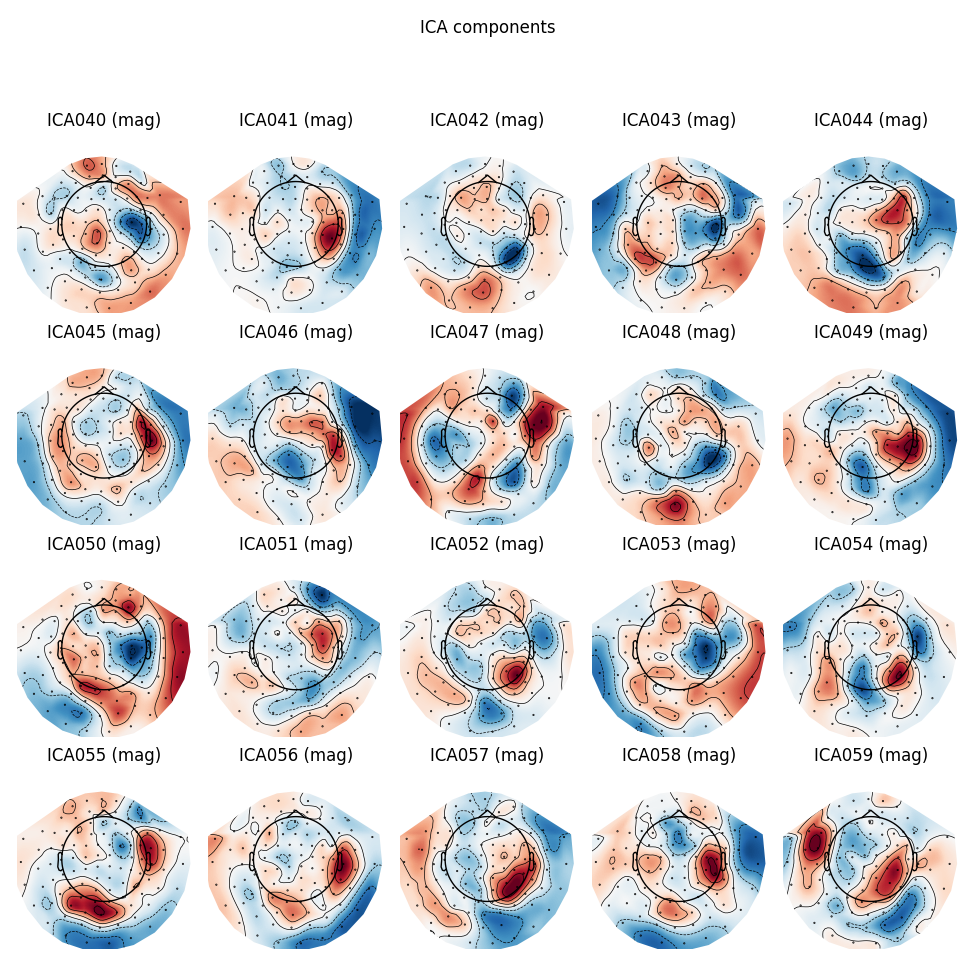 ICA components
ICA040 (mag) ICA041 (mag) ICA042 (mag) ICA043 (mag) ICA044 (mag)
ICA045 (mag) ICA046 (mag) ICA047 (mag) ICA048 (mag) ICA049 (mag)
ICA050 (mag) ICA051 (mag) ICA052 (mag) ICA053 (mag) ICA054 (mag)
ICA055 (mag) ICA056 (mag) ICA057 (mag) ICA058 (mag) ICA059 (mag)